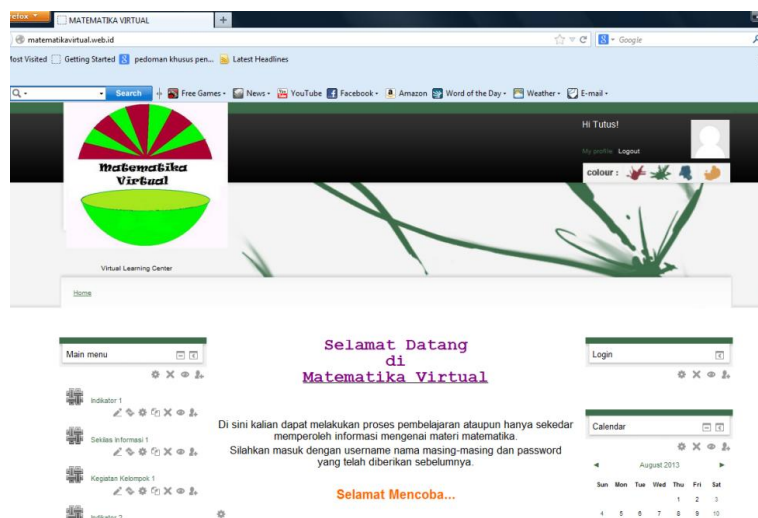 MATEMATIKA VIRTUAL
matematikavirtual.web.id
Google
Most Visited Getting Started pedoman khusus pen... Latest Headlines
Search Free Games News YouTube Facebook Amazon Word of the Day Weather E-mail
Hi Tutus!
My profile Logout
colour :
Matematika
Virtual
Virtual Learning Center
Home
Main menu
Indikator 1
Sekilas Informasi 1
Kegiatan Kelompok 1
Indikator 2
Selamat Datang
di
Matematika Virtual
Di sini kalian dapat melakukan proses pembelajaran ataupun hanya sekedar
memperoleh informasi mengenai materi matematika.
Silahkan masuk dengan username nama masing-masing dan password
yang telah diberikan sebelumnya.
Selamat Mencoba...
Login
Calendar
August 2013
Sun Mon Tue Wed Thu Fri Sat
1 2 3
4 5 6 7 8 9 10